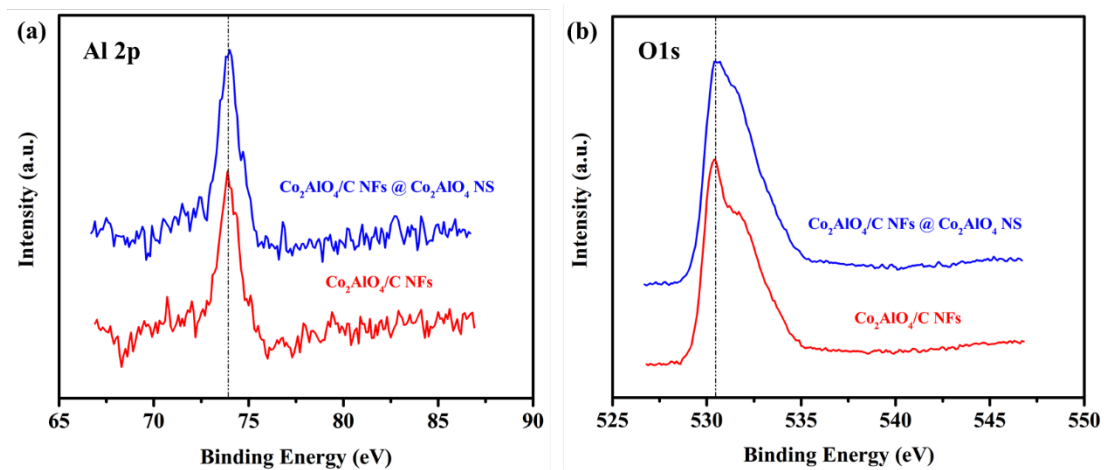 (a)
Al 2p
Co₂AlO₄/C NFs @ Co₂AlO₄ NS
Co₂AlO₄/C NFs
Intensity (a.u.)
65 70 75 80 85 90
Binding Energy (eV)
(b)
O1s
Co₂AlO₄/C NFs @ Co₂AlO₄ NS
Co₂AlO₄/C NFs
Intensity (a.u.)
525 530 535 540 545 550
Binding Energy (eV)